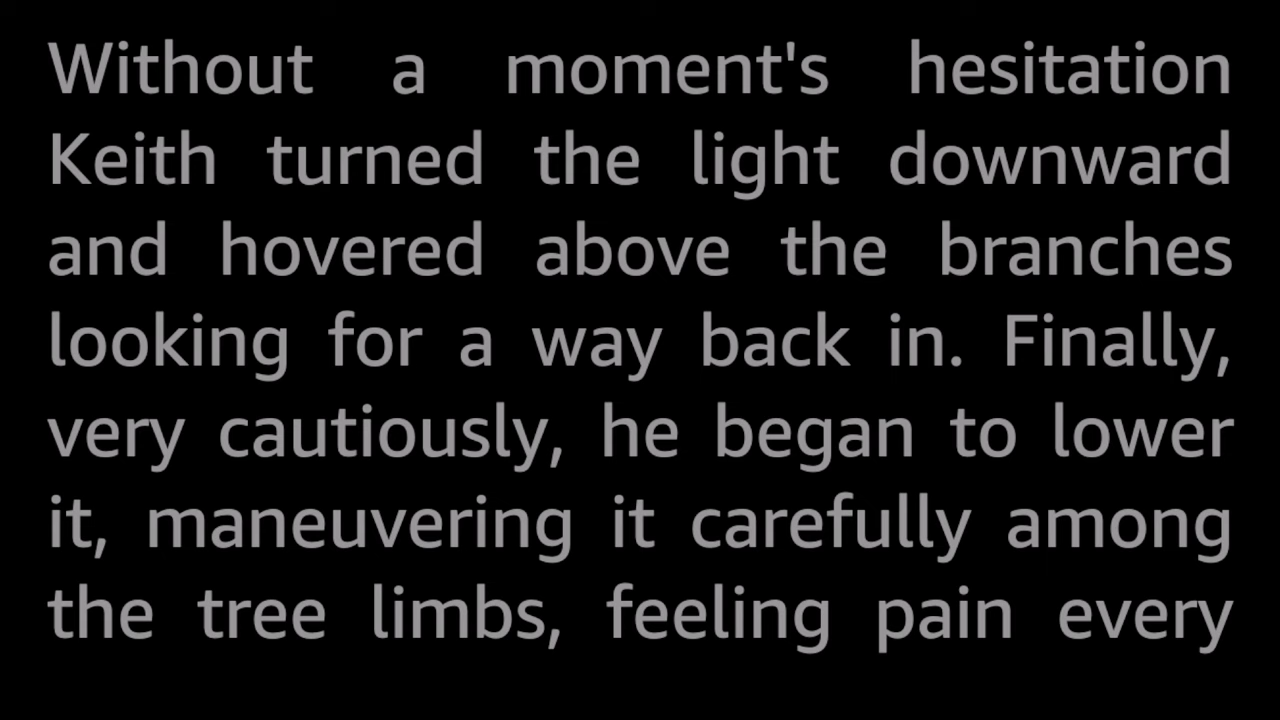 Without a moment's hesitation
Keith turned the light downward
and hovered above the branches
looking for a way back in. Finally,
very cautiously, he began to lower
it, maneuvering it carefully among
the tree limbs, feeling pain every